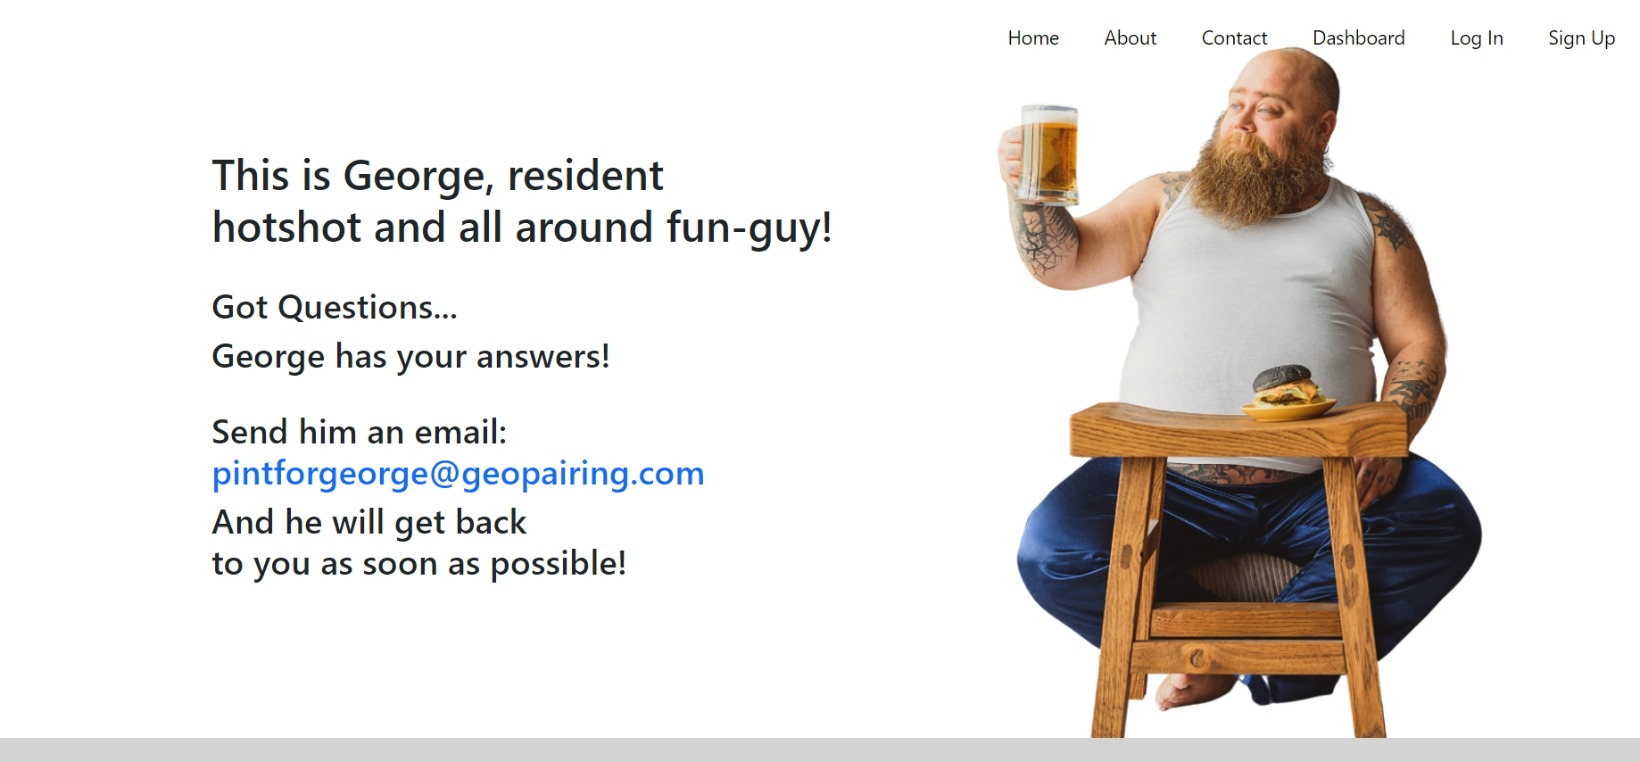 Home About Contact Dashboard Log In Sign Up
This is George, resident
hotshot and all around fun-guy!
Got Questions...
George has your answers!
Send him an email:
pintforgeorge@geopairing.com
And he will get back
to you as soon as possible!